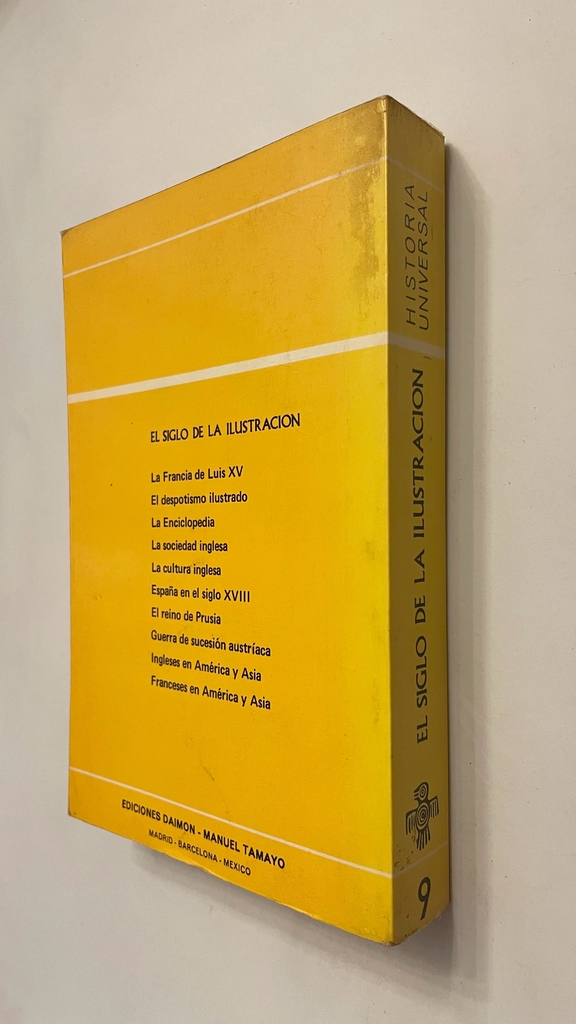 EL SIGLO DE LA ILUSTRACION
La Francia de Luis XV
El despotismo ilustrado
La Enciclopedia
La sociedad inglesa
La cultura inglesa
España en el siglo XVIII
El reino de Prusia
Guerra de sucesión austríaca
Ingleses en América y Asia
Franceses en América y Asia
EDICIONES DAIMON - MANUEL TAMAYO
MADRID - BARCELONA - MEXICO
HISTORIA
UNIVERSAL
EL SIGLO DE LA ILUSTRACION
9